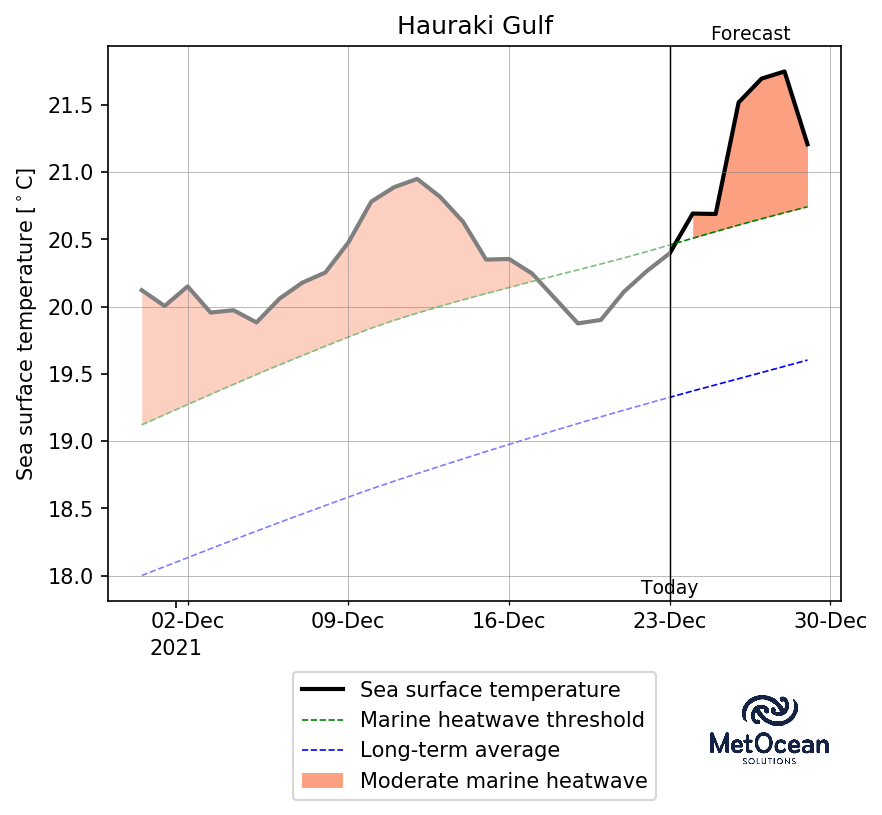 Hauraki Gulf
Forecast
21.5
21.0
20.5
20.0
19.5
19.0
18.5
18.0
Sea surface temperature [°C]
Today
02-Dec 09-Dec 16-Dec 23-Dec 30-Dec
2021
Sea surface temperature
Marine heatwave threshold
Long-term average
Moderate marine heatwave
MetOcean
SOLUTIONS